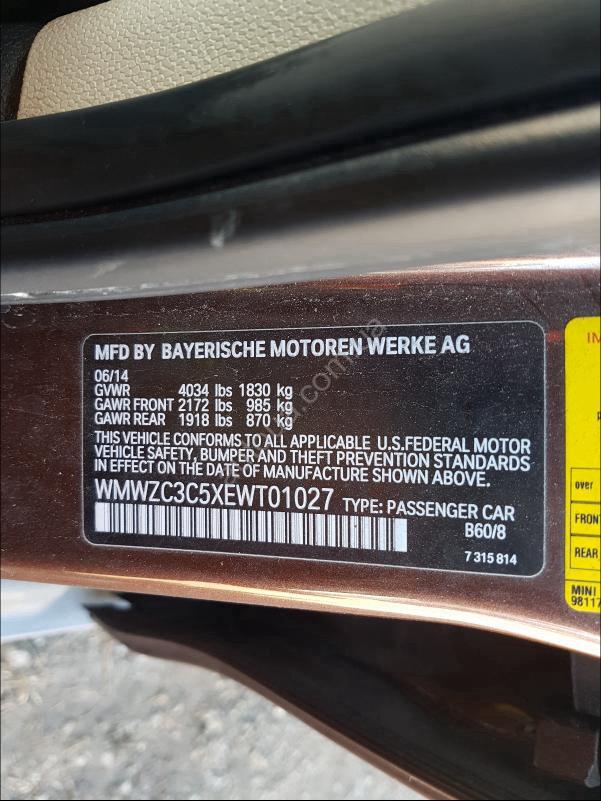 MFD BY BAYERISCHE MOTOREN WERKE AG
06/14
GVWR 4034 lbs 1830 kg
GAWR FRONT 2172 lbs 985 kg
GAWR REAR 1918 lbs 870 kg
THIS VEHICLE CONFORMS TO ALL APPLICABLE U.S.FEDERAL MOTOR
VEHICLE SAFETY, BUMPER AND THEFT PREVENTION STANDARDS
IN EFFECT ON THE DATE OF MANUFACTURE SHOWN ABOVE.
WMWZC3C5XEWT01027 TYPE: PASSENGER CAR
B60/8
7 315 814
over
FRON
REAR
MINI
98117